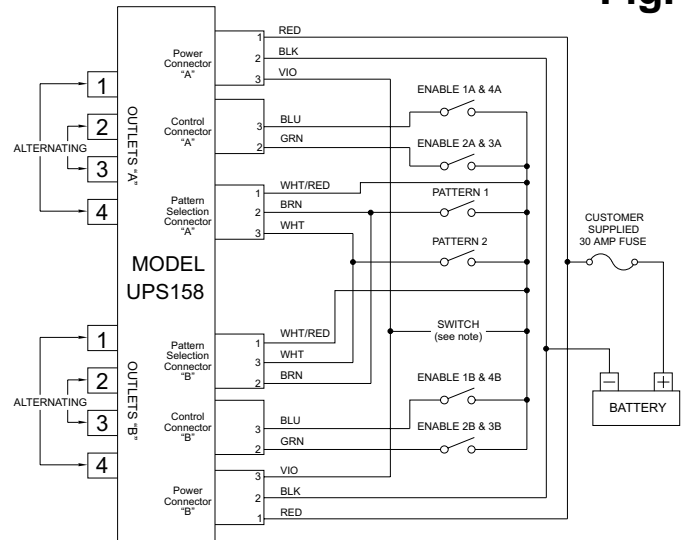 Fig.
RED
BLK
VIO
1
2
3
Power
Connector
"A"
ENABLE 1A & 4A
BLU
GRN
3
2
Control
Connector
"A"
ENABLE 2A & 3A
OUTLETS "A"
1
2
3
4
ALTERNATING
WHT/RED
BRN
WHT
1
2
3
Pattern
Selection
Connector
"A"
PATTERN 1
PATTERN 2
CUSTOMER
SUPPLIED
30 AMP FUSE
MODEL
UPS158
WHT/RED
WHT
BRN
1
3
2
Pattern
Selection
Connector
"B"
SWITCH
(see note)
OUTLETS "B"
1
2
3
4
ALTERNATING
ENABLE 1B & 4B
BLU
GRN
3
2
Control
Connector
"B"
ENABLE 2B & 3B
− +
BATTERY
VIO
BLK
RED
3
2
1
Power
Connector
"B"